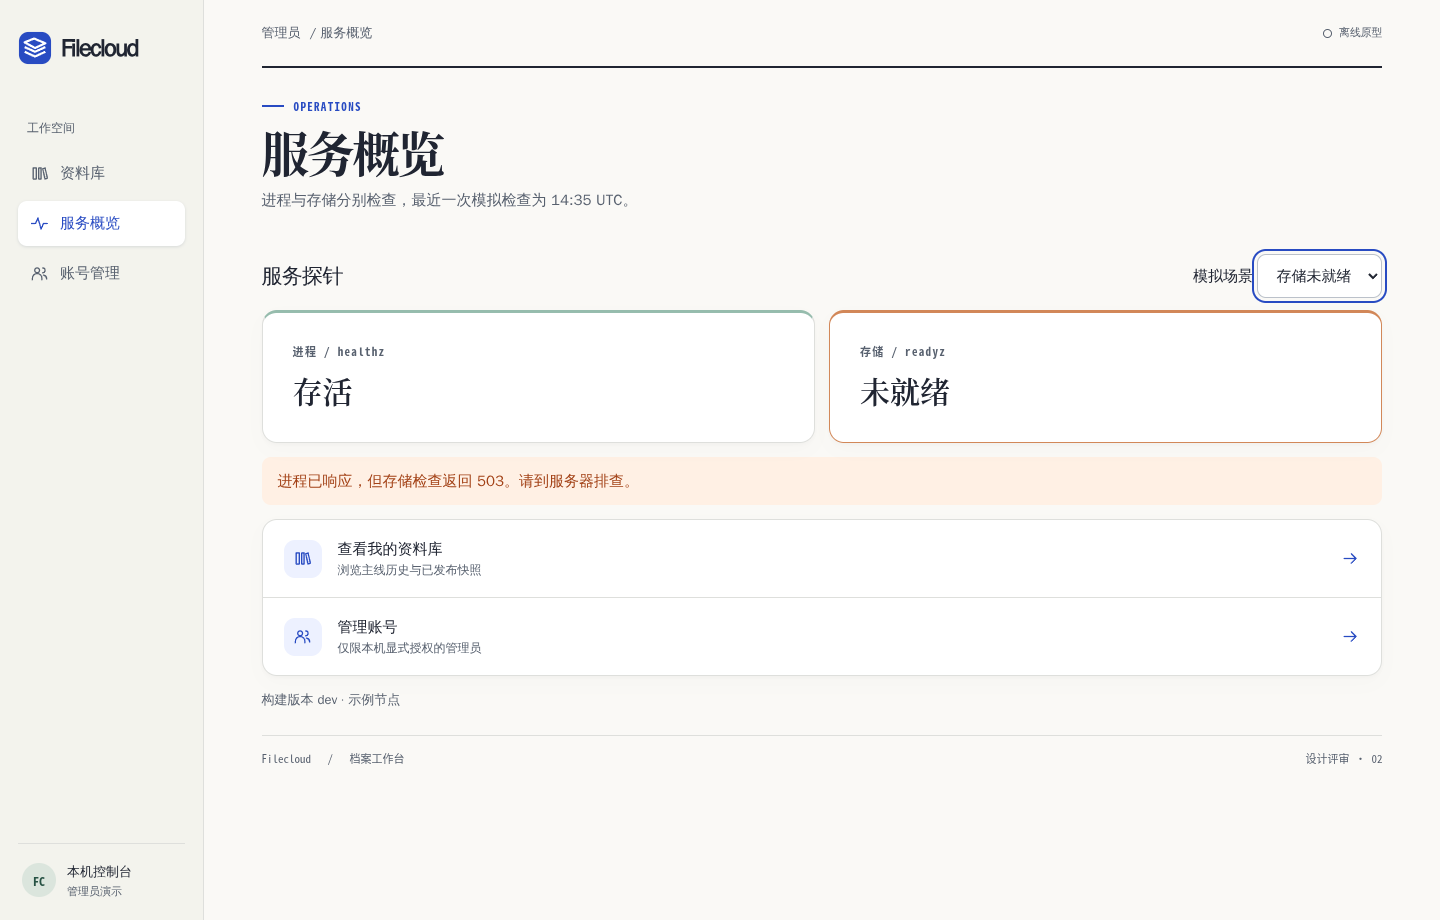 Filecloud
工作空间
资料库
服务概览
账号管理
本机控制台
FC
管理员演示
管理员 / 服务概览
离线原型
OPERATIONS
服务概览
进程与存储分别检查，最近一次模拟检查为 14:35 UTC。
服务探针
模拟场景 存储未就绪
进程 / healthz
存活
存储 / readyz
未就绪
进程已响应，但存储检查返回 503。请到服务器排查。
查看我的资料库
浏览主线历史与已发布快照
管理账号
仅限本机显式授权的管理员
构建版本 dev · 示例节点
Filecloud / 档案工作台
设计评审 · 02